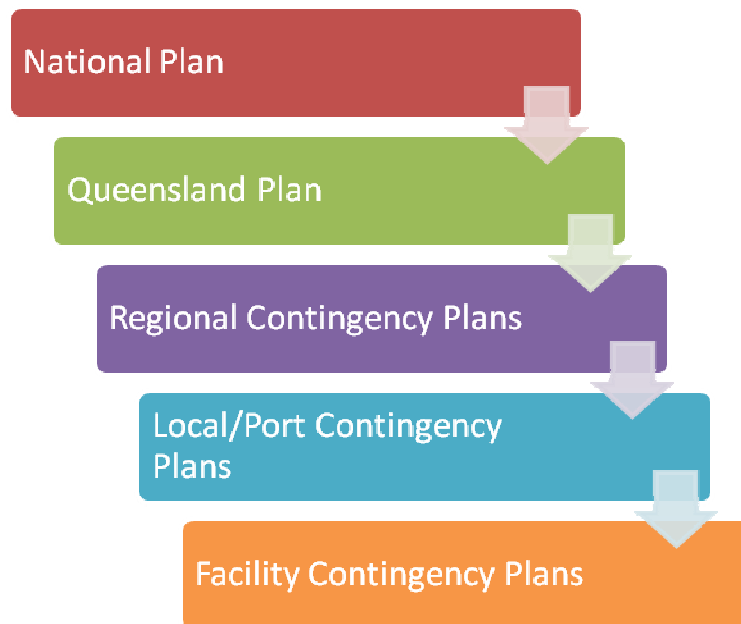 National Plan
Queensland Plan
Regional Contingency Plans
Local/Port Contingency
Plans
Facility Contingency Plans